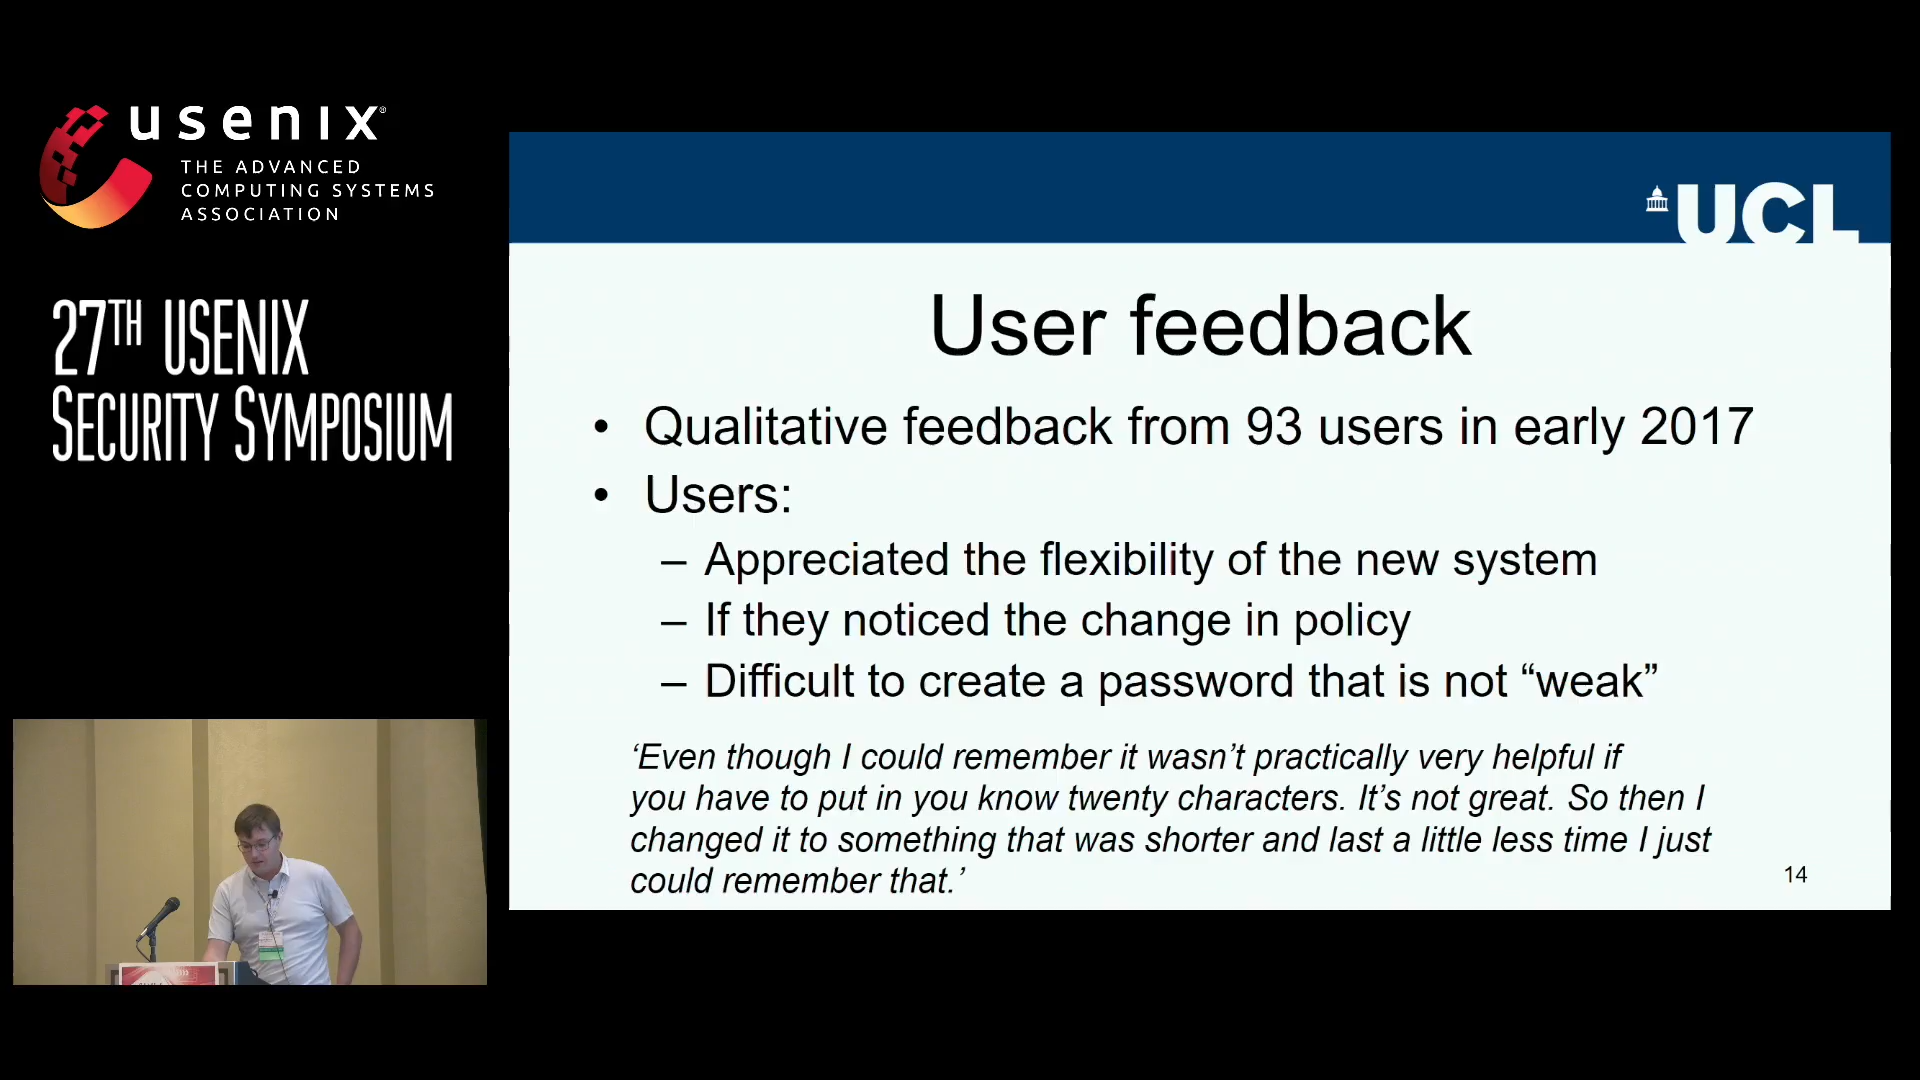 usenix®
THE ADVANCED
COMPUTING SYSTEMS
ASSOCIATION
27TH USENIX
SECURITY SYMPOSIUM
UCL
User feedback
• Qualitative feedback from 93 users in early 2017
• Users:
– Appreciated the flexibility of the new system
– If they noticed the change in policy
– Difficult to create a password that is not “weak”
‘Even though I could remember it wasn’t practically very helpful if
you have to put in you know twenty characters. It’s not great. So then I
changed it to something that was shorter and last a little less time I just
could remember that.’
14